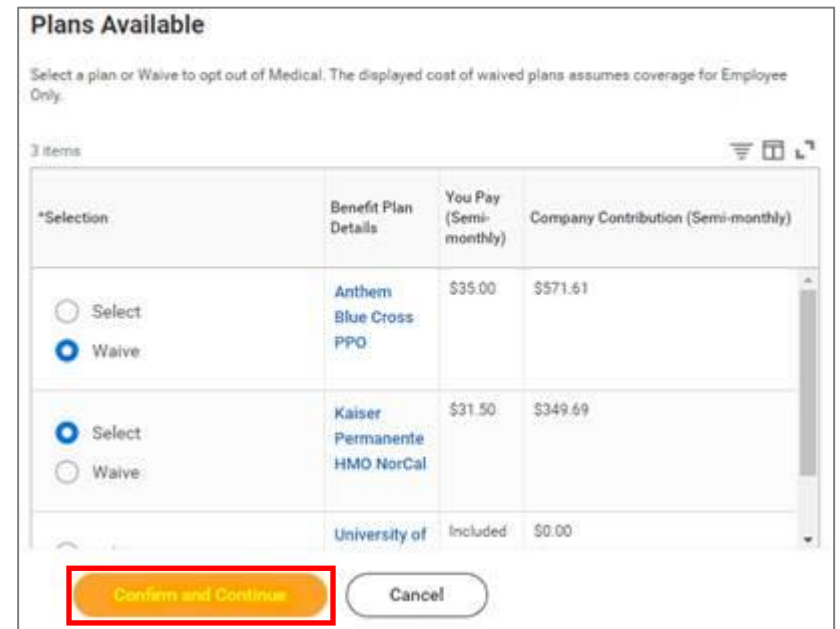 Plans Available
Select a plan or Waive to opt out of Medical. The displayed cost of waived plans assumes coverage for Employee
Only.
3 items
*Selection
Benefit Plan
Details
You Pay
(Semi-
monthly)
Company Contribution (Semi-monthly)
Select
Waive
Anthem
Blue Cross
PPO
$35.00
$571.61
Select
Waive
Kaiser
Permanente
HMO NorCal
$31.50
$349.69
University of
Included
$0.00
Confirm and Continue
Cancel